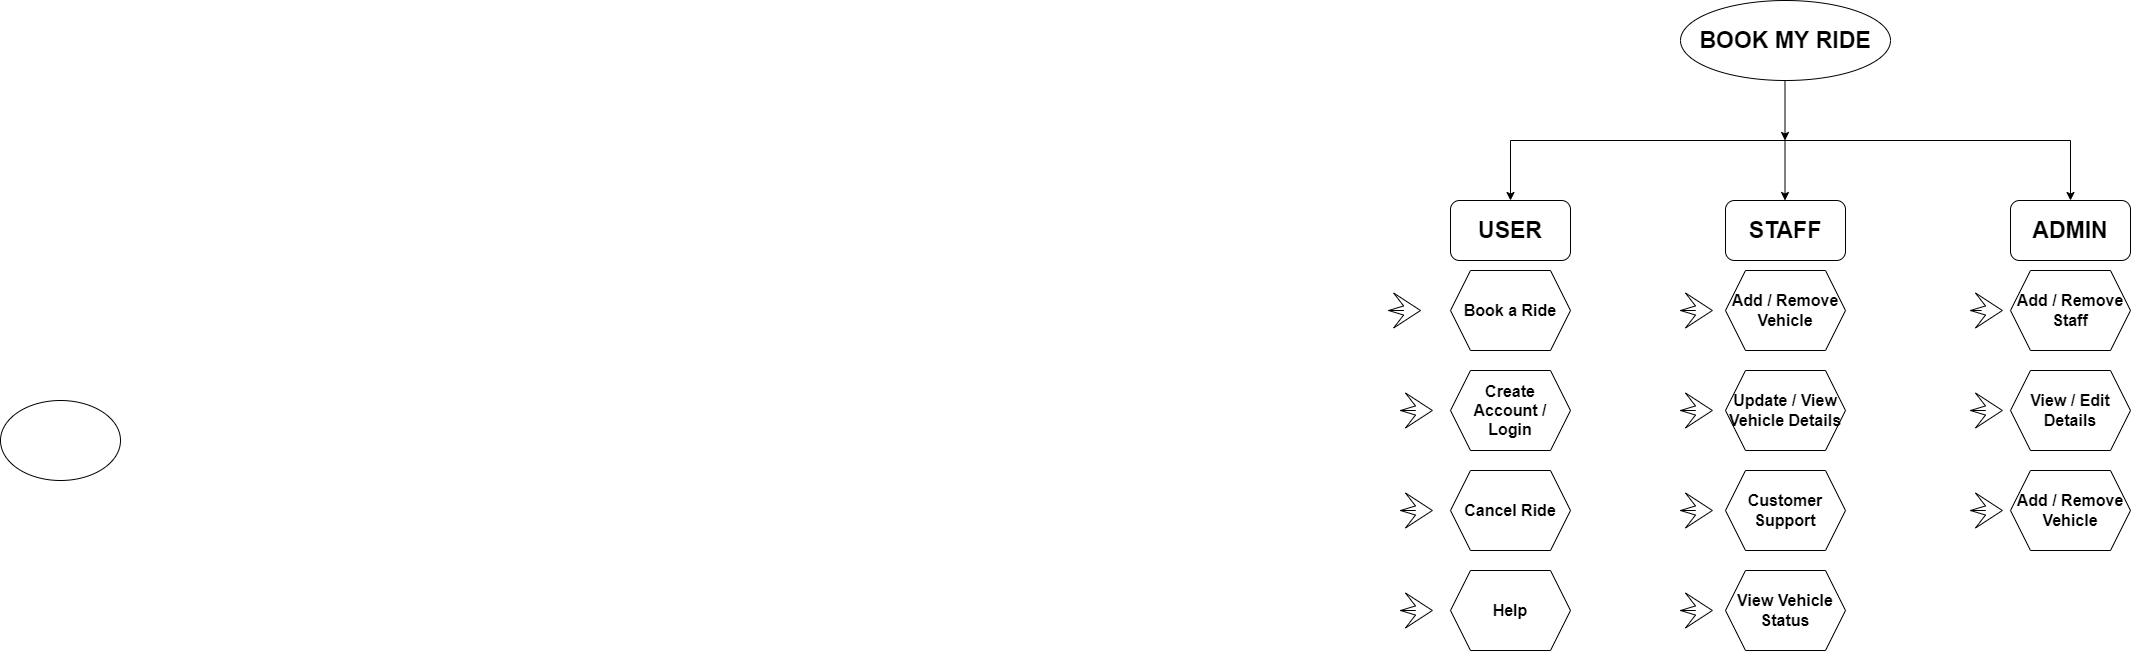 BOOK MY RIDE
USER
STAFF
ADMIN
Book a Ride
Add / Remove
Vehicle
Add / Remove
Staff
Create
Account /
Login
Update / View
Vehicle Details
View / Edit
Details
Cancel Ride
Customer
Support
Add / Remove
Vehicle
Help
View Vehicle
Status